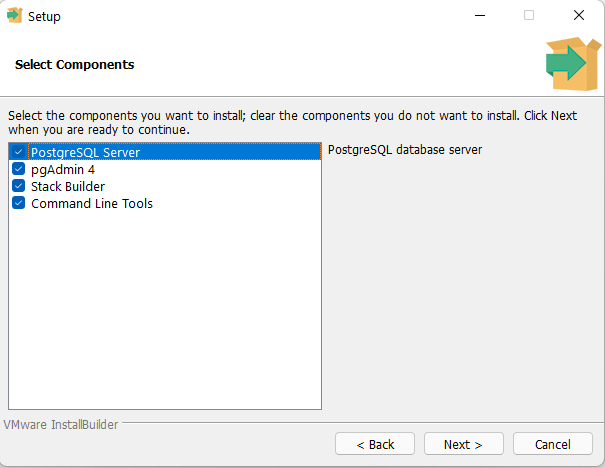 Setup
Select Components
Select the components you want to install; clear the components you do not want to install. Click Next
when you are ready to continue.
PostgreSQL Server
PostgreSQL database server
pgAdmin 4
Stack Builder
Command Line Tools
VMware InstallBuilder
< Back
Next >
Cancel